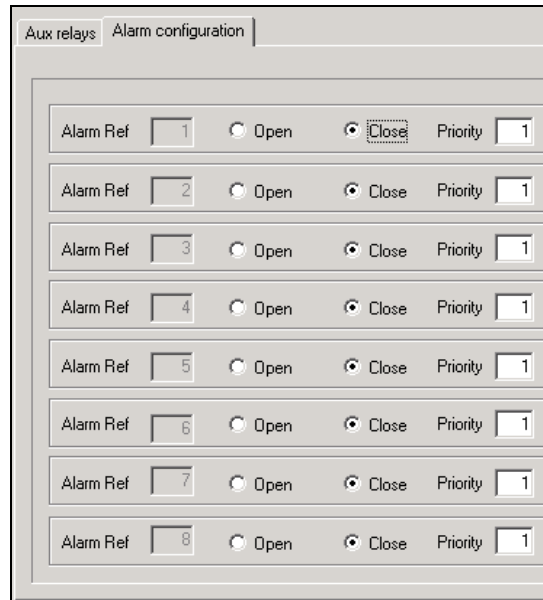 Aux relays Alarm configuration
Alarm Ref 1 Open Close Priority 1
Alarm Ref 2 Open Close Priority 1
Alarm Ref 3 Open Close Priority 1
Alarm Ref 4 Open Close Priority 1
Alarm Ref 5 Open Close Priority 1
Alarm Ref 6 Open Close Priority 1
Alarm Ref 7 Open Close Priority 1
Alarm Ref 8 Open Close Priority 1